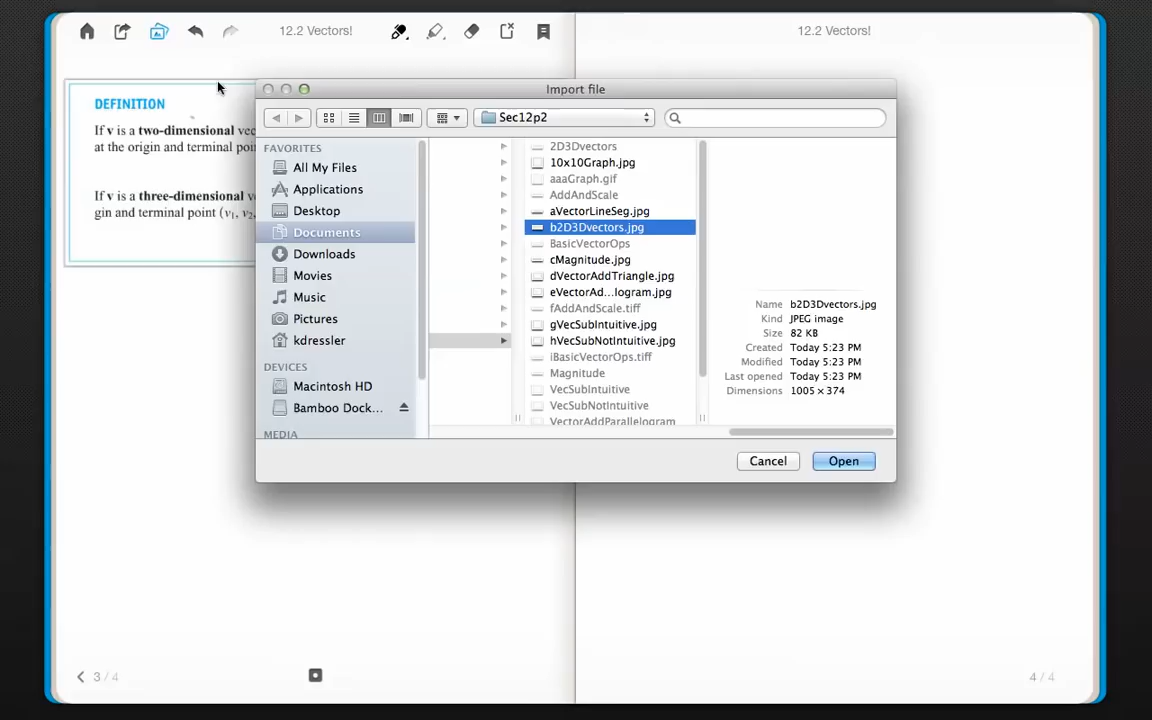 12.2 Vectors!
12.2 Vectors!
DEFINITION
If v is a two-dimensional vec
at the origin and terminal poi
If v is a three-dimensional ve
gin and terminal point (v₁, v₂,
Import file
Sec12p2
FAVORITES
All My Files
Applications
Desktop
Documents
Downloads
Movies
Music
Pictures
kdressler
DEVICES
Macintosh HD
Bamboo Dock...
MEDIA
2D3Dvectors
10x10Graph.jpg
aaaGraph.gif
AddAndScale
aVectorLineSeg.jpg
b2D3Dvectors.jpg
BasicVectorOps
cMagnitude.jpg
dVectorAddTriangle.jpg
eVectorAd...logram.jpg
fAddAndScale.tiff
gVecSubIntuitive.jpg
hVecSubNotIntuitive.jpg
iBasicVectorOps.tiff
Magnitude
VecSubIntuitive
VecSubNotIntuitive
VectorAddParallelogram
Name b2D3Dvectors.jpg
Kind JPEG image
Size 82 KB
Created Today 5:23 PM
Modified Today 5:23 PM
Last opened Today 5:23 PM
Dimensions 1005 × 374
Cancel
Open
3 / 4
4 / 4